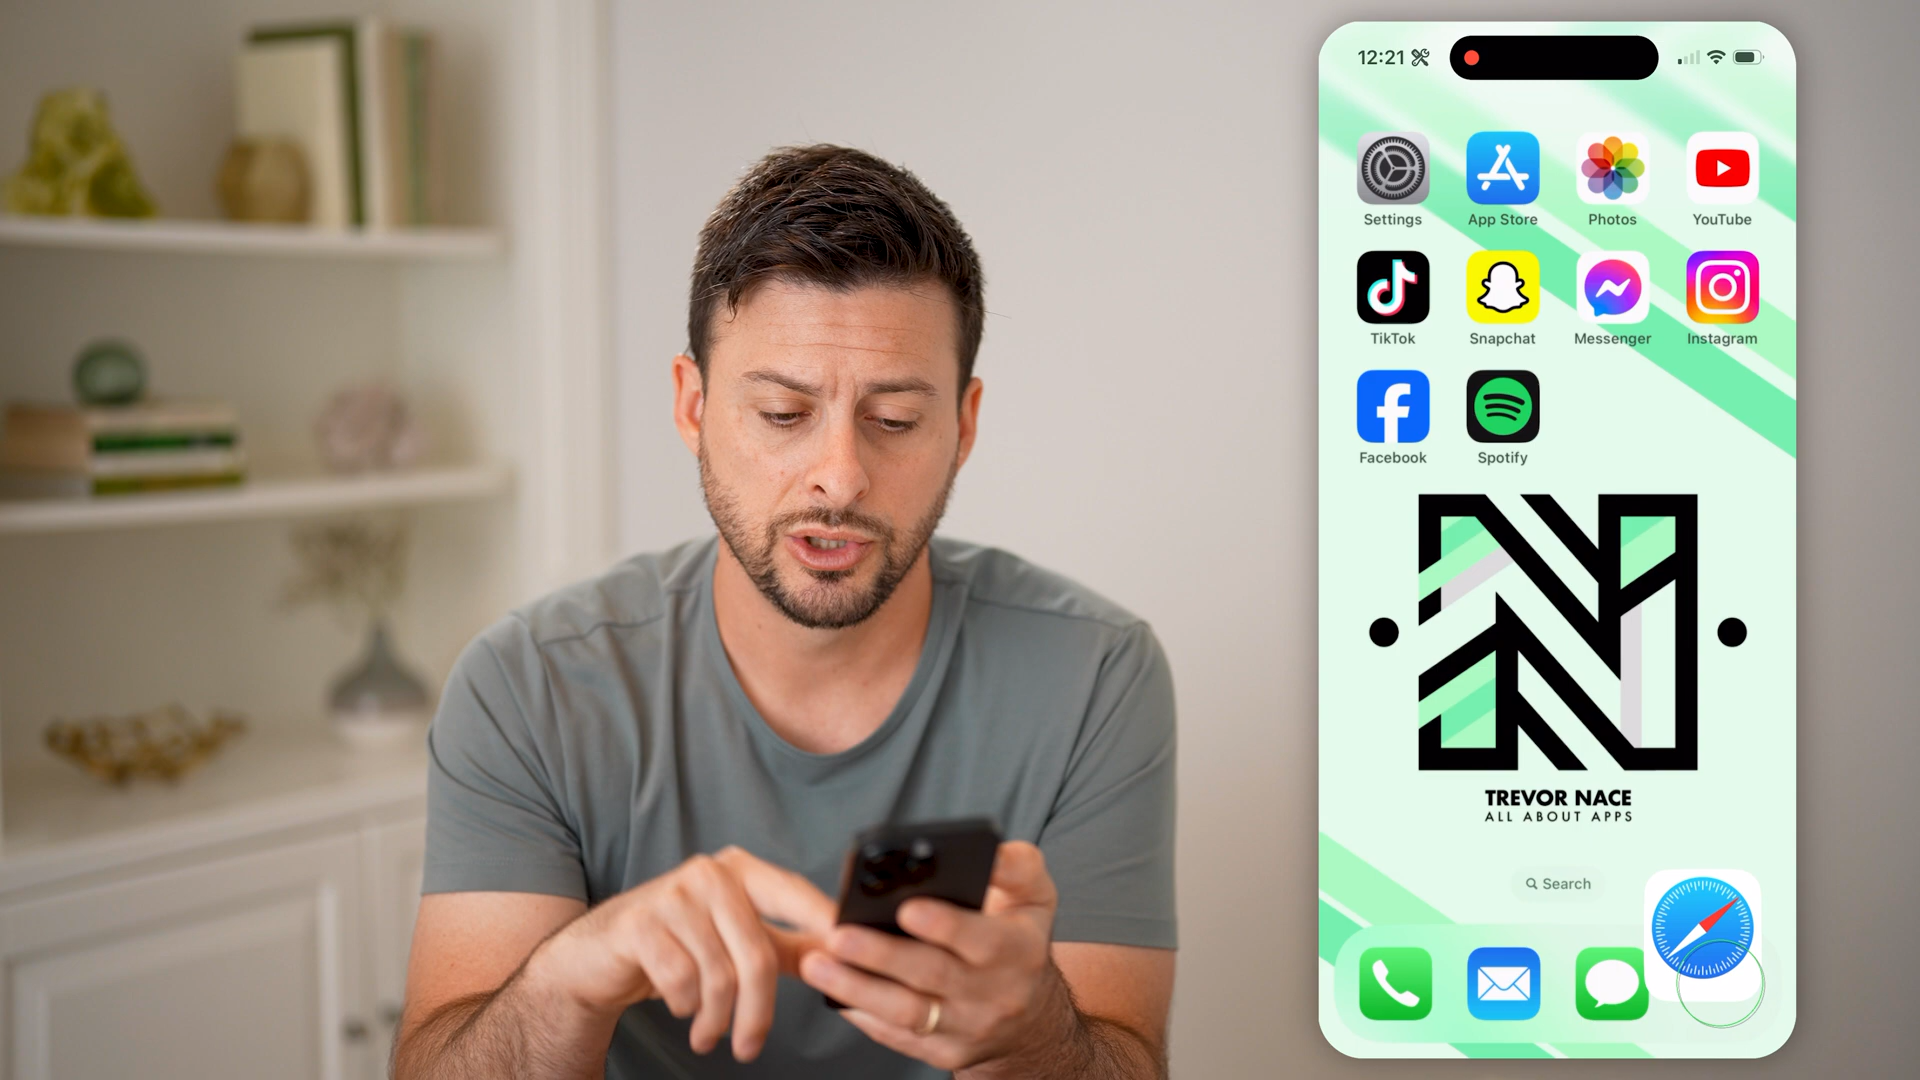 12:21
Settings
App Store
Photos
YouTube
TikTok
Snapchat
Messenger
Instagram
Facebook
Spotify
TREVOR NACE
ALL ABOUT APPS
Search